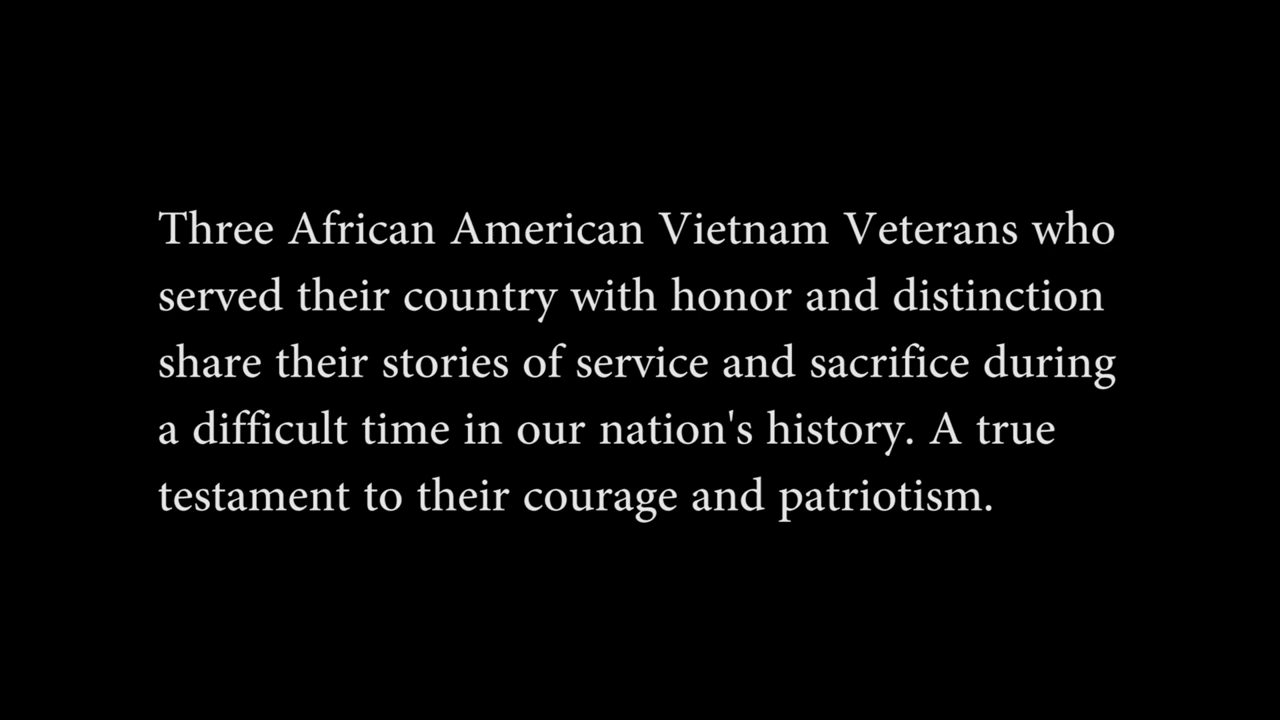 Three African American Vietnam Veterans who
served their country with honor and distinction
share their stories of service and sacrifice during
a difficult time in our nation's history. A true
testament to their courage and patriotism.